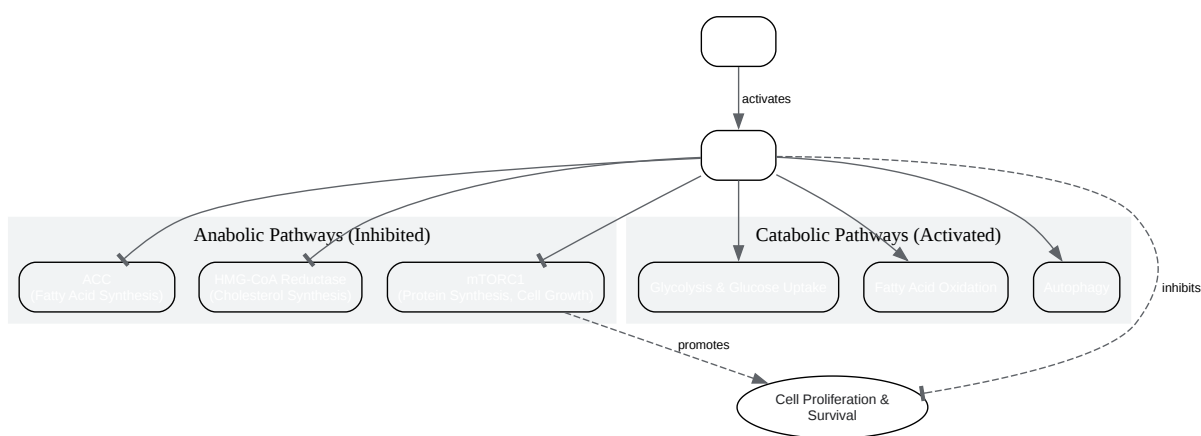 activates
Anabolic Pathways (Inhibited)
Catabolic Pathways (Activated)
ACC
(Fatty Acid Synthesis)
HMG-CoA Reductase
(Cholesterol Synthesis)
mTORC1
(Protein Synthesis, Cell Growth)
Glycolysis & Glucose Uptake
Fatty Acid Oxidation
Autophagy
inhibits
promotes
Cell Proliferation &
Survival